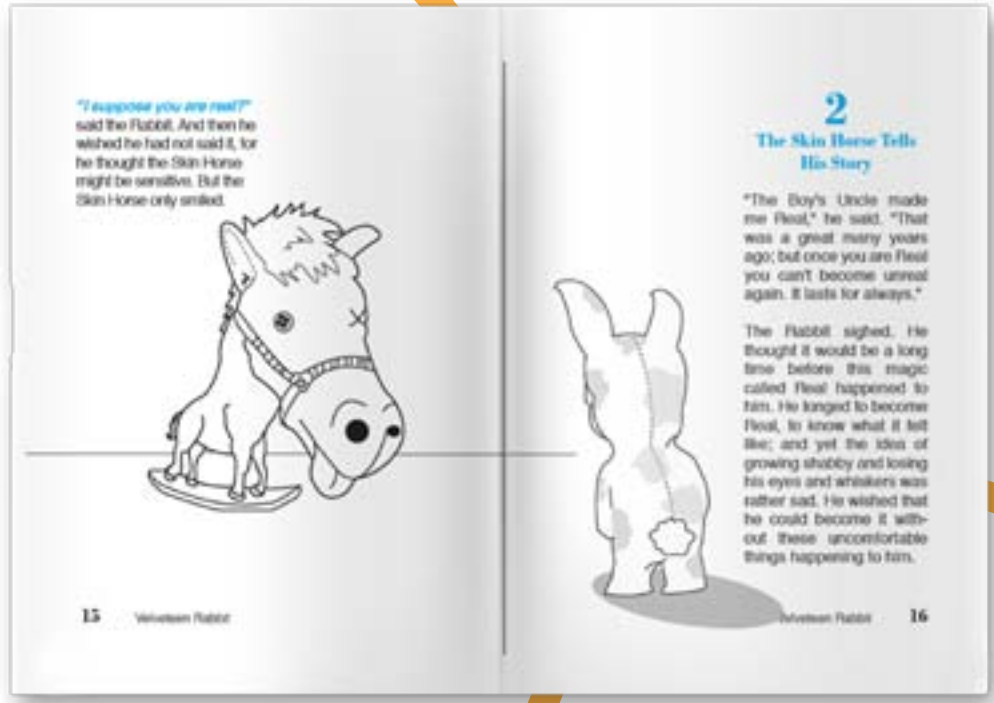 "I suppose you are real?"
said the Rabbit. And then he
wished he had not said it, for
he thought the Skin Horse
might be sensitive. But the
Skin Horse only smiled.
15 Velveteen Rabbit
2
The Skin Horse Tells
His Story
"The Boy's Uncle made
me Real," he said. "That
was a great many years
ago; but once you are Real
you can't become unreal
again. It lasts for always."
The Rabbit sighed. He
thought it would be a long
time before this magic
called Real happened to
him. He longed to become
Real, to know what it felt
like; and yet the idea of
growing shabby and losing
his eyes and whiskers was
rather sad. He wished that
he could become it with-
out these uncomfortable
things happening to him.
Velveteen Rabbit 16